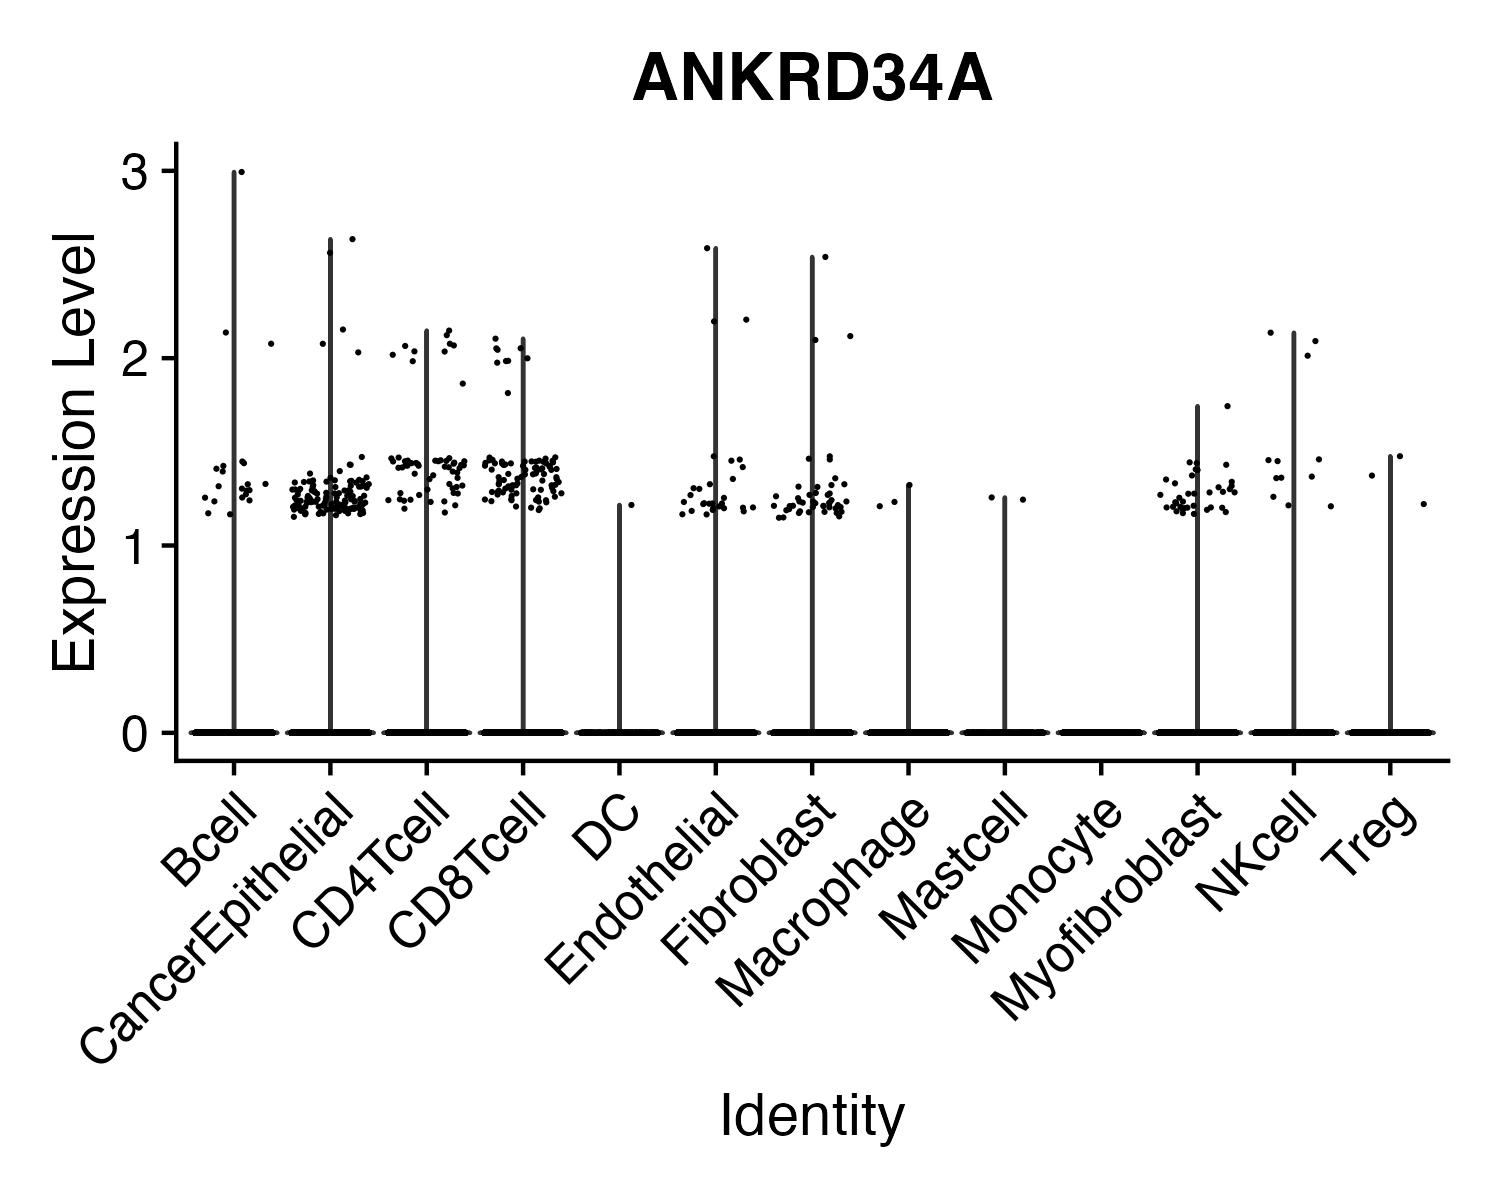 ANKRD34A
Expression Level
3
2
1
0
Bcell
CancerEpithelial
CD4Tcell
CD8Tcell
DC
Endothelial
Fibroblast
Macrophage
Mastcell
Monocyte
Myofibroblast
NKcell
Treg
Identity